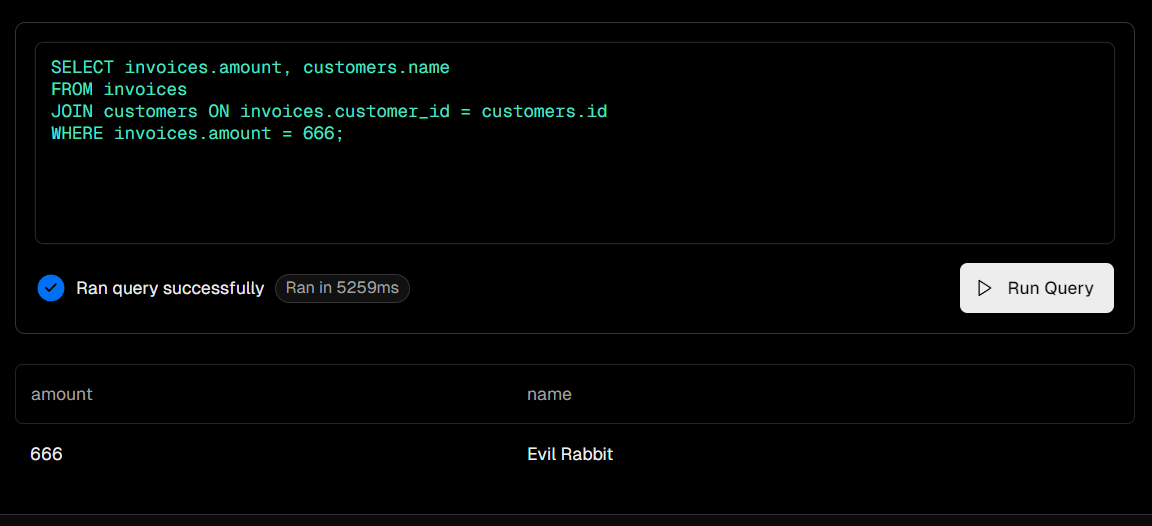 SELECT invoices.amount, customers.name
FROM invoices
JOIN customers ON invoices.customer_id = customers.id
WHERE invoices.amount = 666;
Ran query successfully Ran in 5259ms Run Query
amount name
666 Evil Rabbit